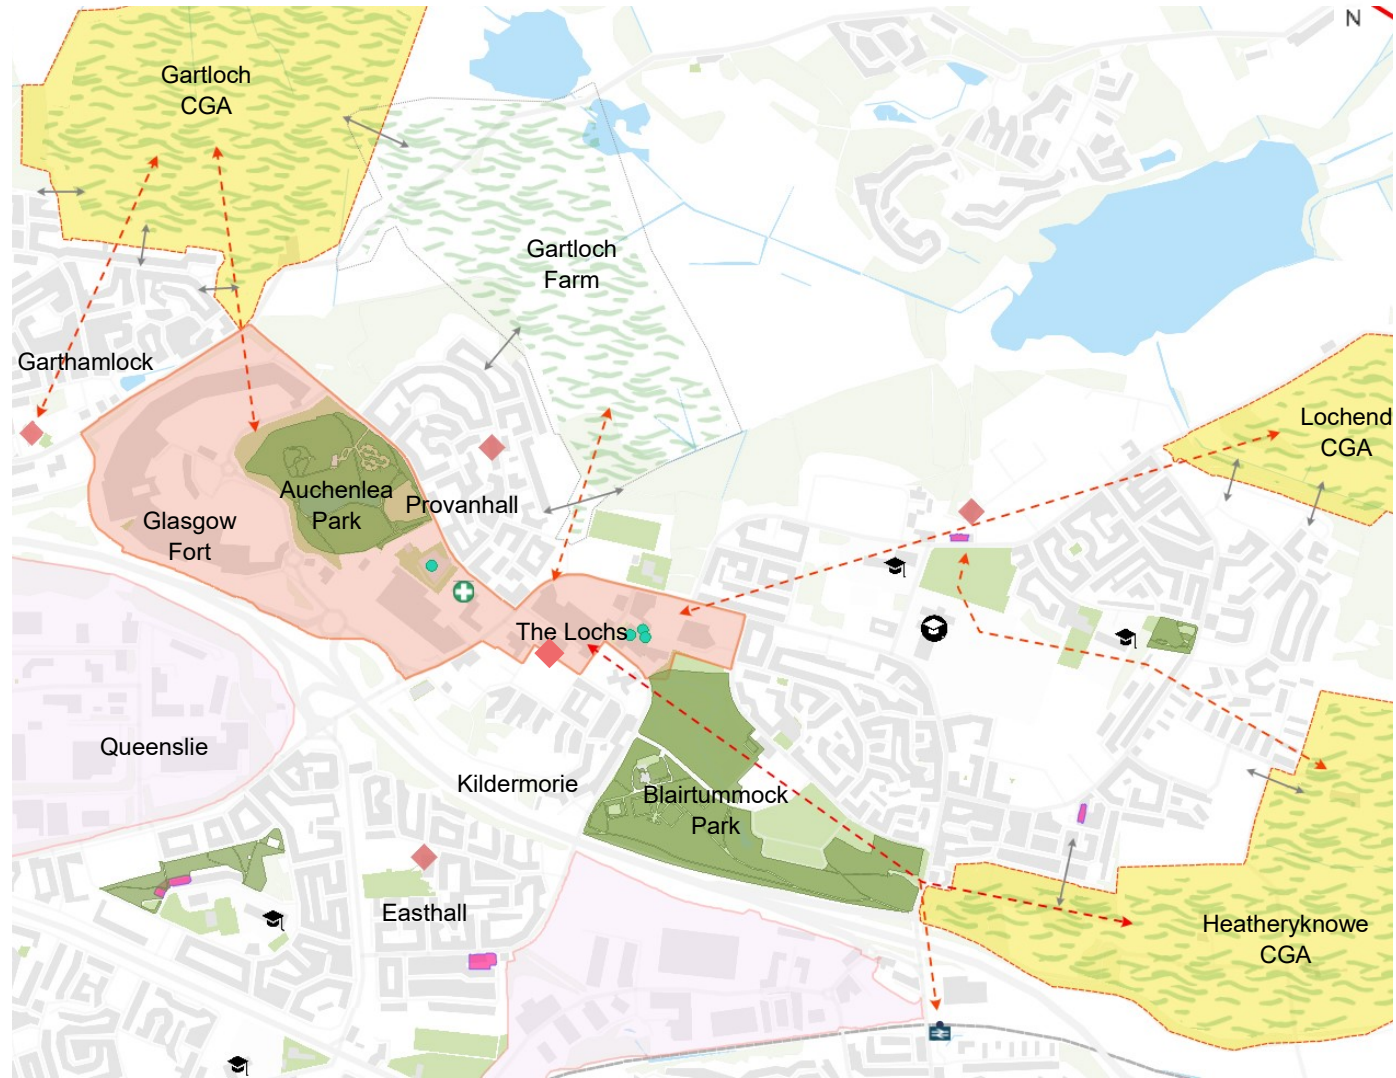 N
Gartloch
CGA
Gartloch
Farm
Garthamlock
Lochend
CGA
Auchenlea
Park
Provanhall
Glasgow
Fort
The Lochs
Queenslie
Kildermorie
Blairtummock
Park
Easthall
Heatheryknowe
CGA